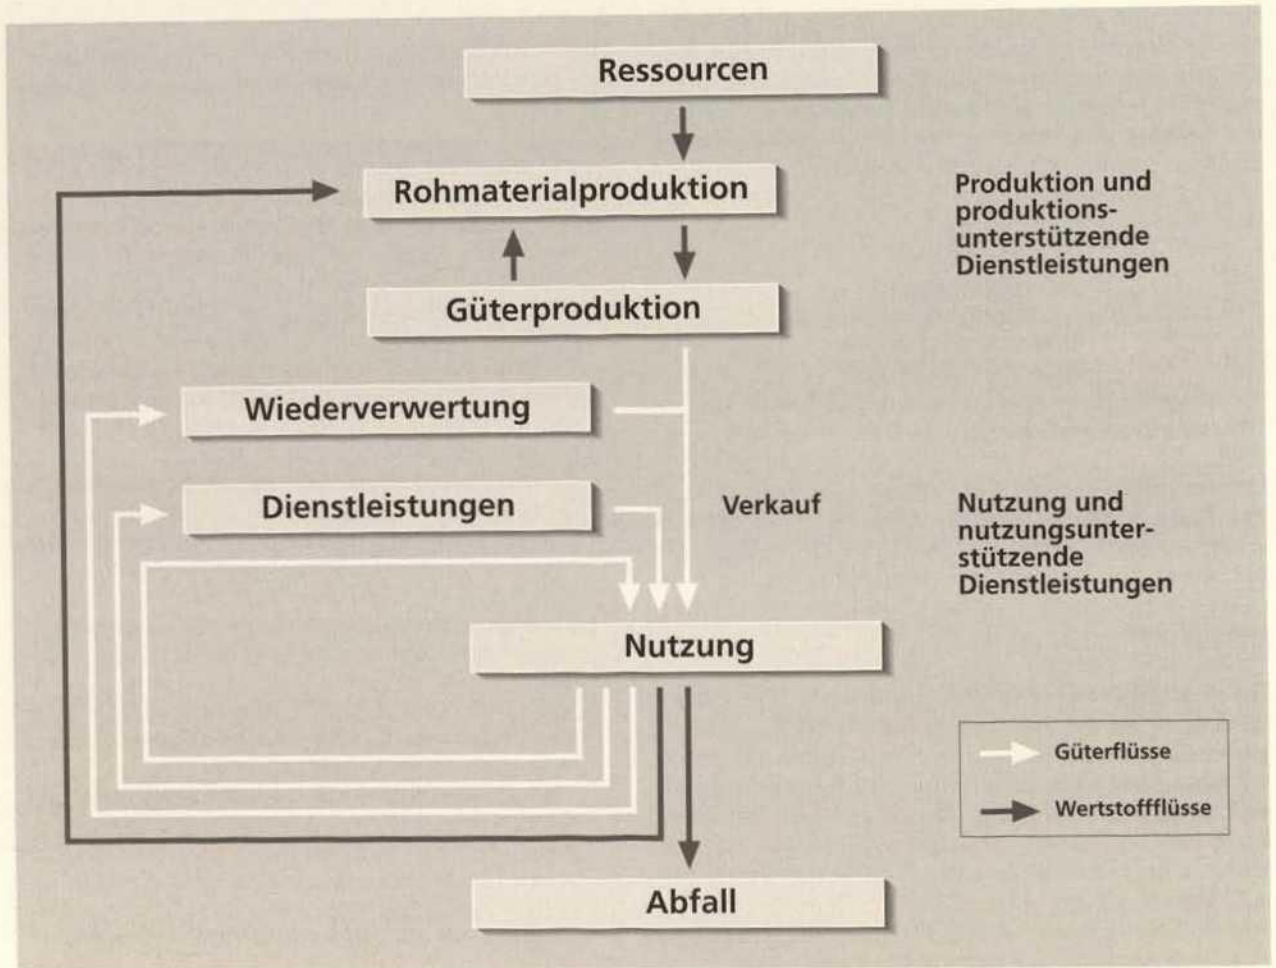 Ressourcen
Rohmaterialproduktion
Produktion und
produktions-
unterstützende
Dienstleistungen
Güterproduktion
Wiederverwertung
Dienstleistungen
Verkauf
Nutzung und
nutzungsunter-
stützende
Dienstleistungen
Nutzung
Güterflüsse
Wertstoffflüsse
Abfall